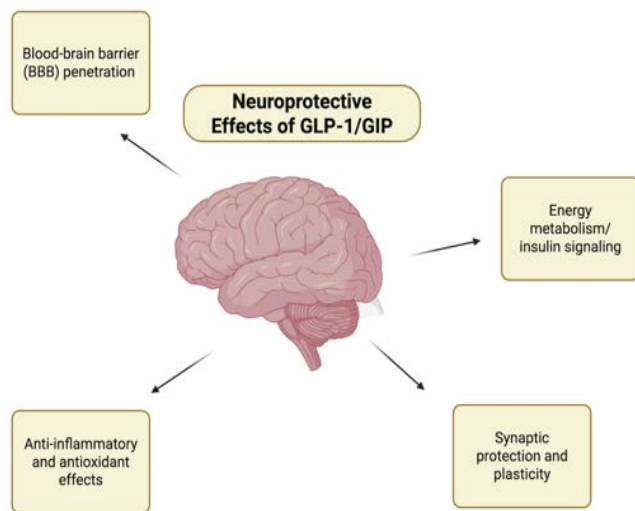 Blood-brain barrier
(BBB) penetration
Neuroprotective
Effects of GLP-1/GIP
Energy
metabolism/
insulin signaling
Anti-inflammatory
and antioxidant
effects
Synaptic
protection and
plasticity